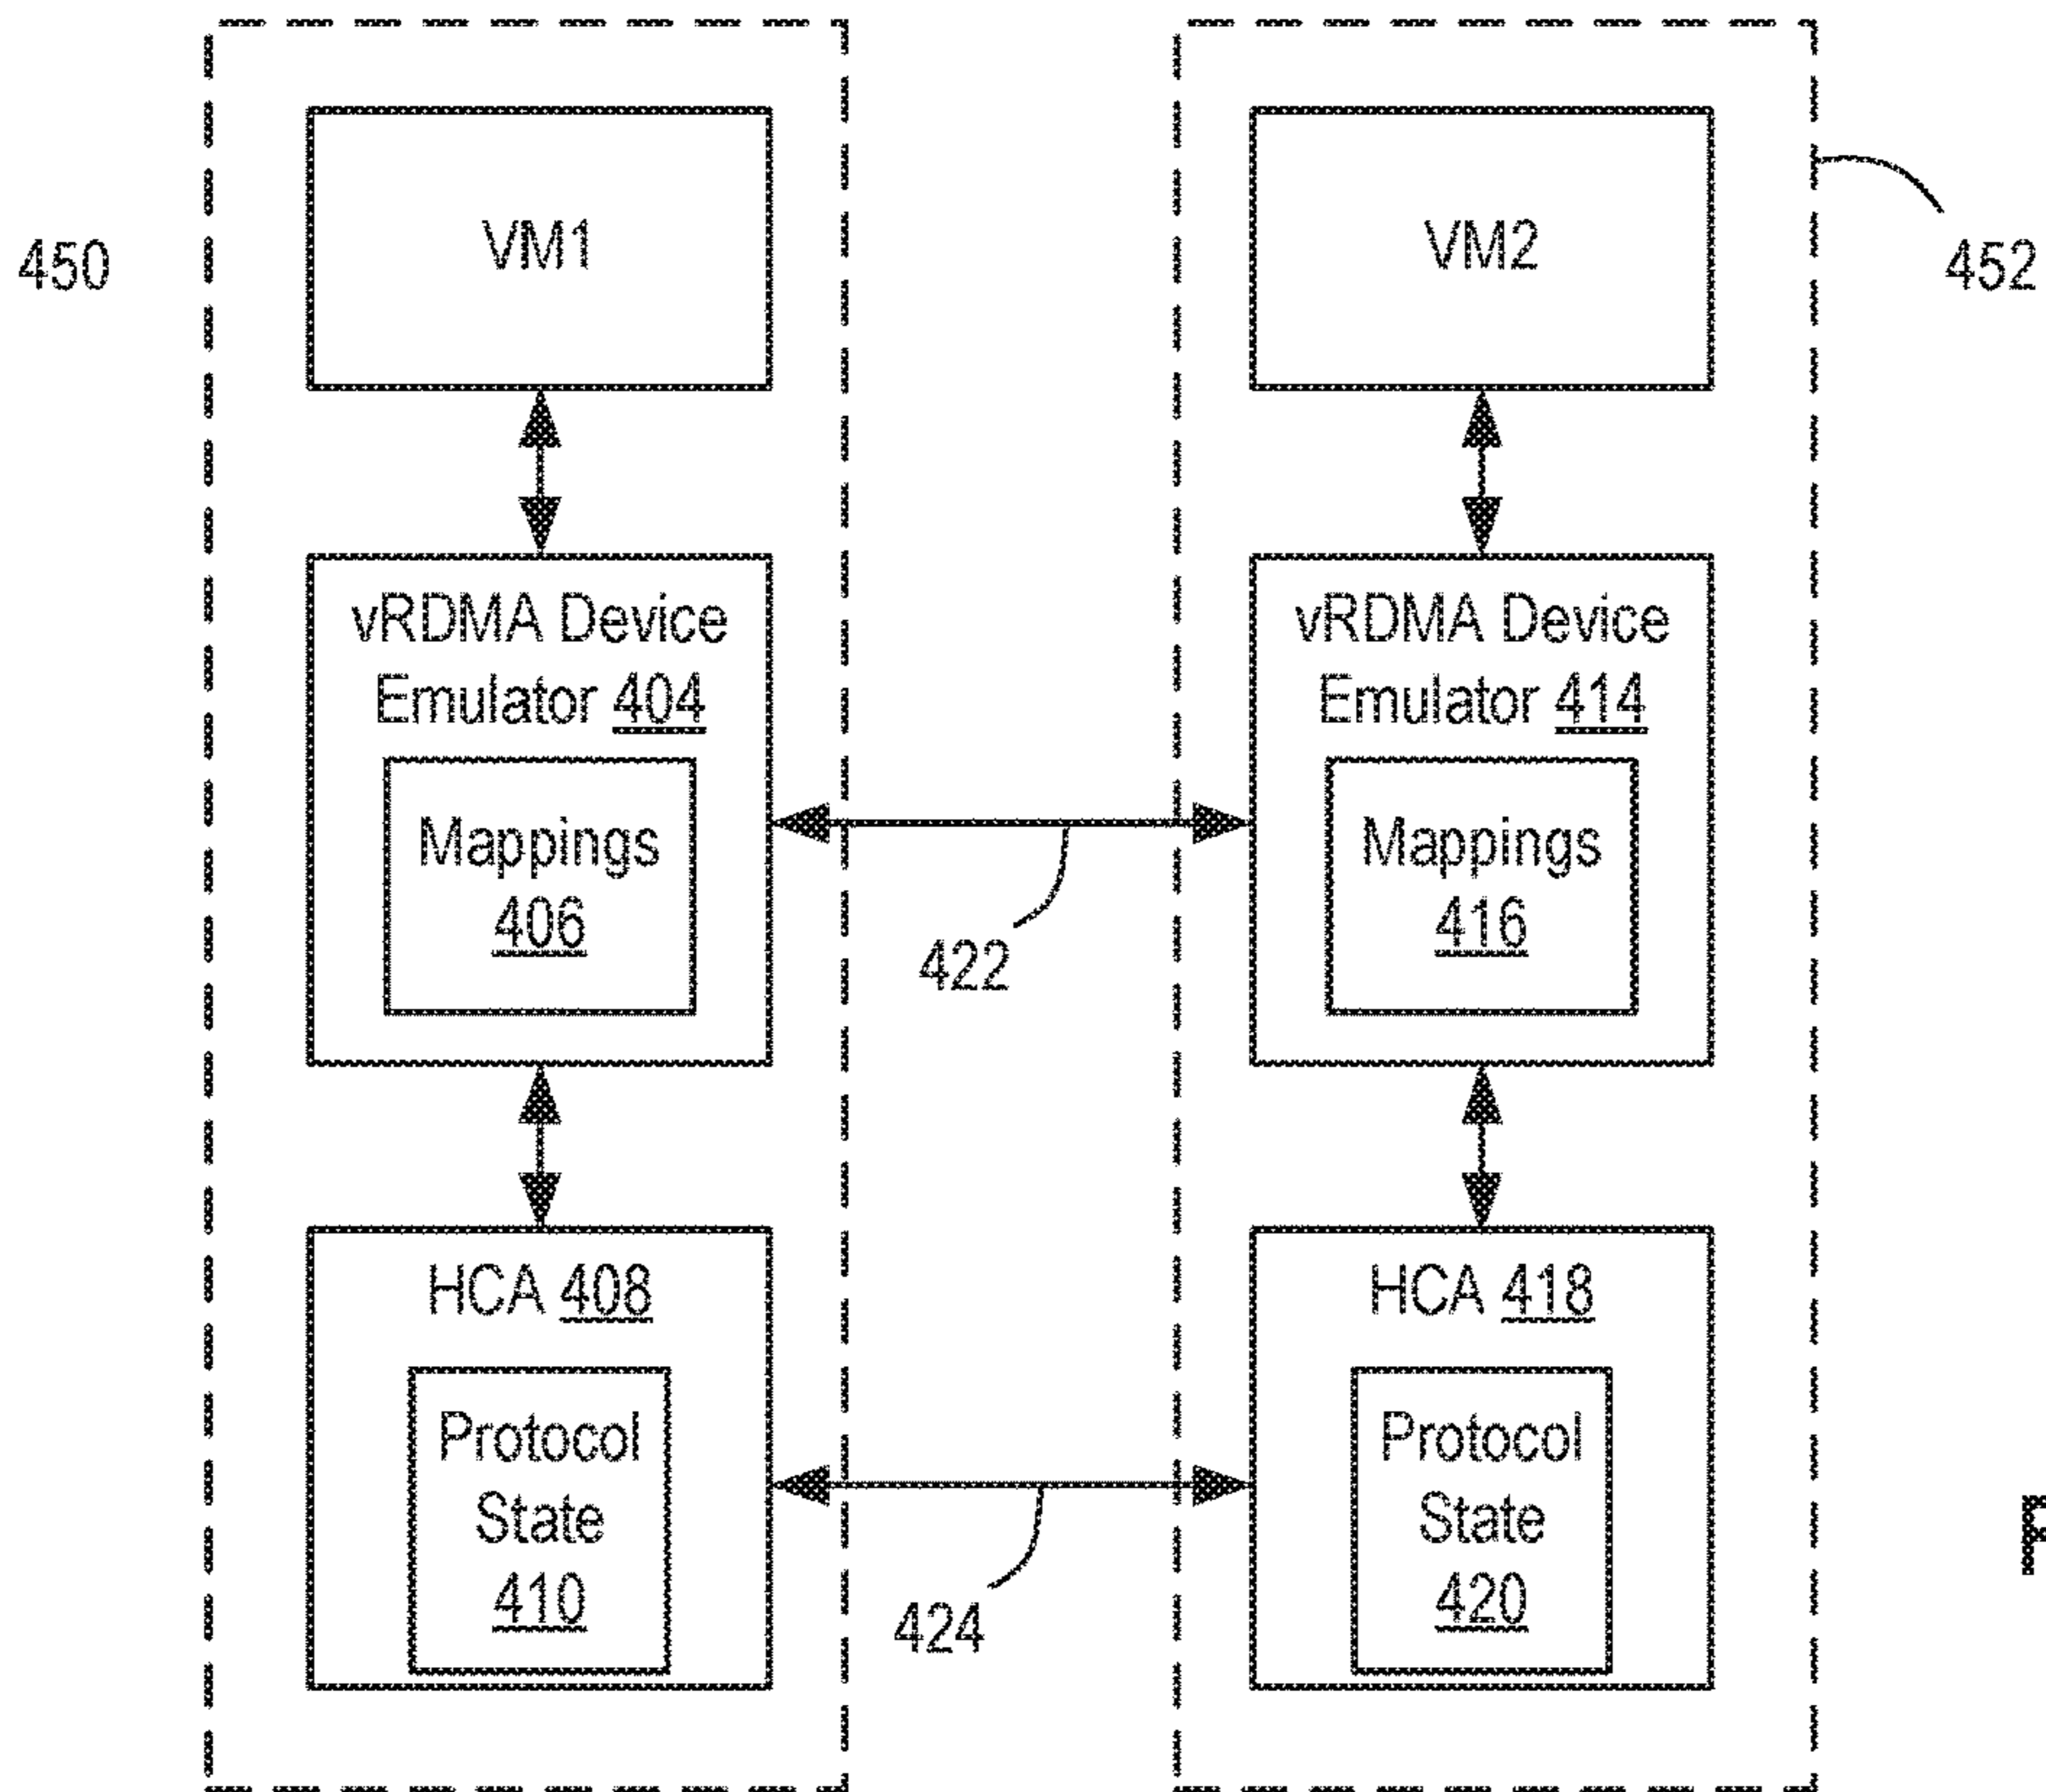 450
VM1
vRDMA Device
Emulator 404
Mappings
406
HCA 408
Protocol
State
410
422
424
VM2
vRDMA Device
Emulator 414
Mappings
416
HCA 418
Protocol
State
420
452